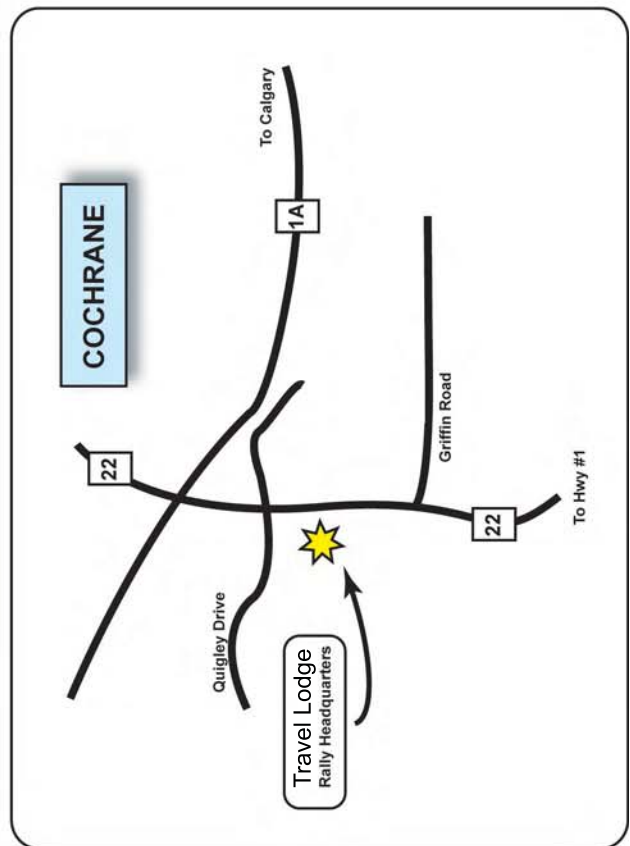 COCHRANE
To Calgary
1A
22
Quigley Drive
Griffin Road
Travel Lodge
Rally Headquarters
22
To Hwy #1